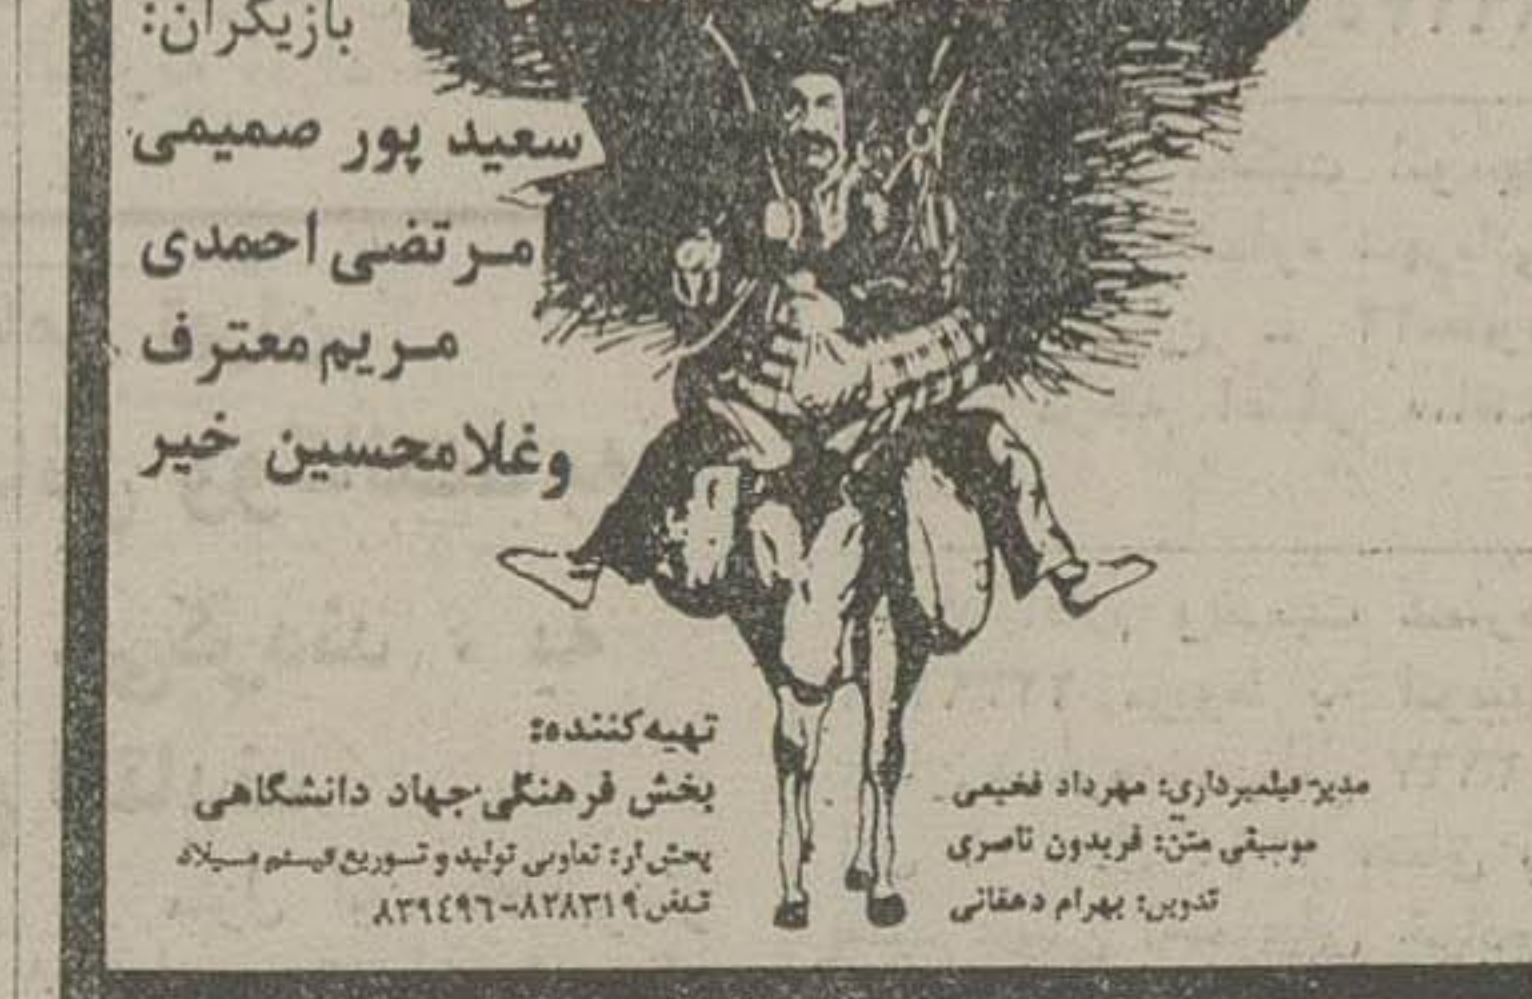 بازیگران:
سعید پور صمیمی
مرتضی احمدی
مریم معترف
وغلامحسین خیر
تهیه کننده:
بخش فرهنگی جهاد دانشگاهی
پخش از: تعاونی تولید و توزیع فیلم میلاد
تلفن ۸۲۸۳۱۹-۸۳۹٤۹٦
مدیر فیلمبرداری: مهرداد فخیمی
موسیقی متن: فریدون ناصری
تدوین: بهرام دهقانی